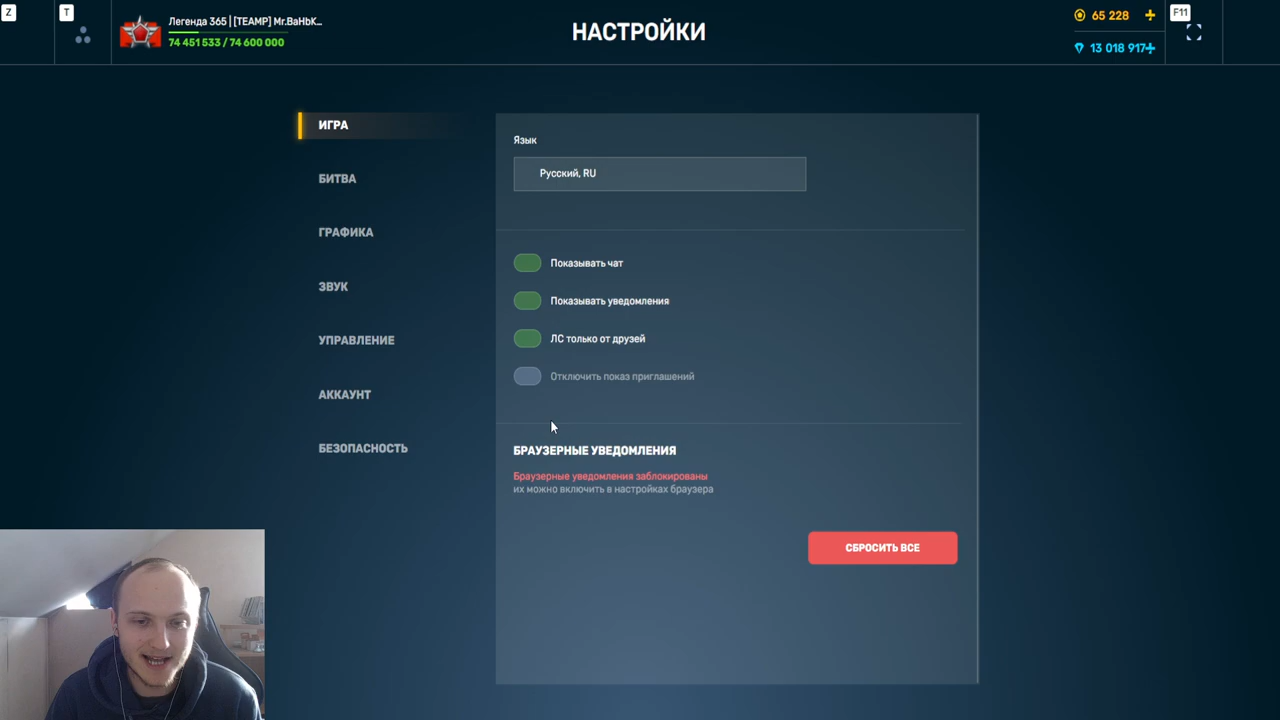 Z
T
Легенда 365 | [TEAMP] Mr.BaHbK...
74 451 533 / 74 600 000
НАСТРОЙКИ
65 228
13 018 917
F11
ИГРА
БИТВА
ГРАФИКА
ЗВУК
УПРАВЛЕНИЕ
АККАУНТ
БЕЗОПАСНОСТЬ
Язык
Русский, RU
Показывать чат
Показывать уведомления
ЛС только от друзей
Отключить показ приглашений
БРАУЗЕРНЫЕ УВЕДОМЛЕНИЯ
Браузерные уведомления заблокированы
их можно включить в настройках браузера
СБРОСИТЬ ВСЕ